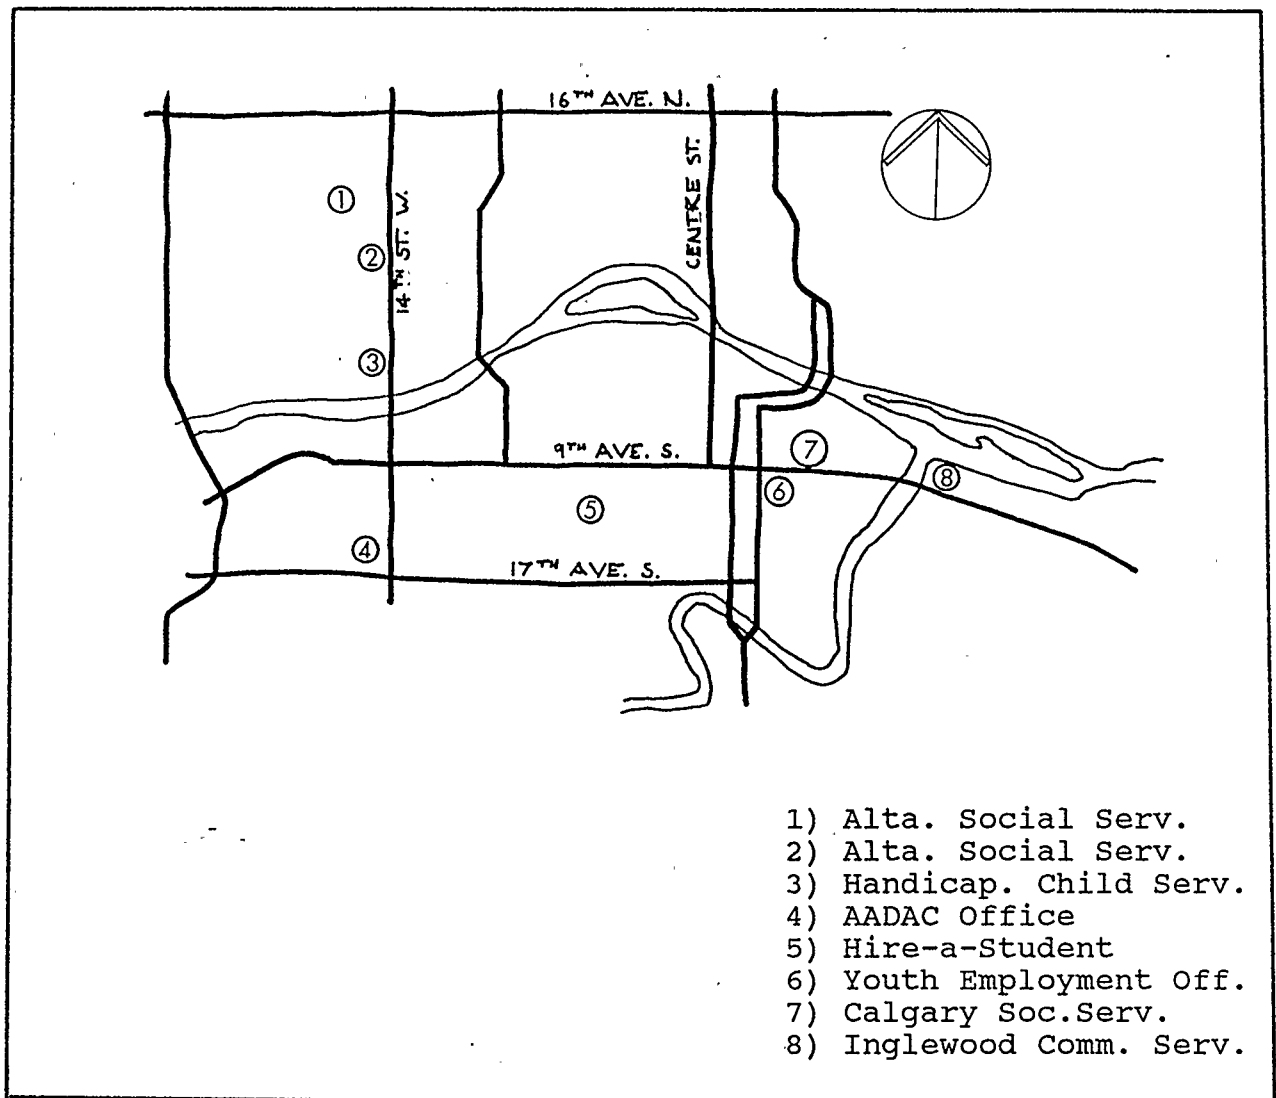 16TH AVE. N.
CENTRE ST.
14TH ST. W.
1
2
3
9TH AVE. S.
7
8
6
5
4
17TH AVE. S.
1) Alta. Social Serv.
2) Alta. Social Serv.
3) Handicap. Child Serv.
4) AADAC Office
5) Hire-a-Student
6) Youth Employment Off.
7) Calgary Soc.Serv.
8) Inglewood Comm. Serv.